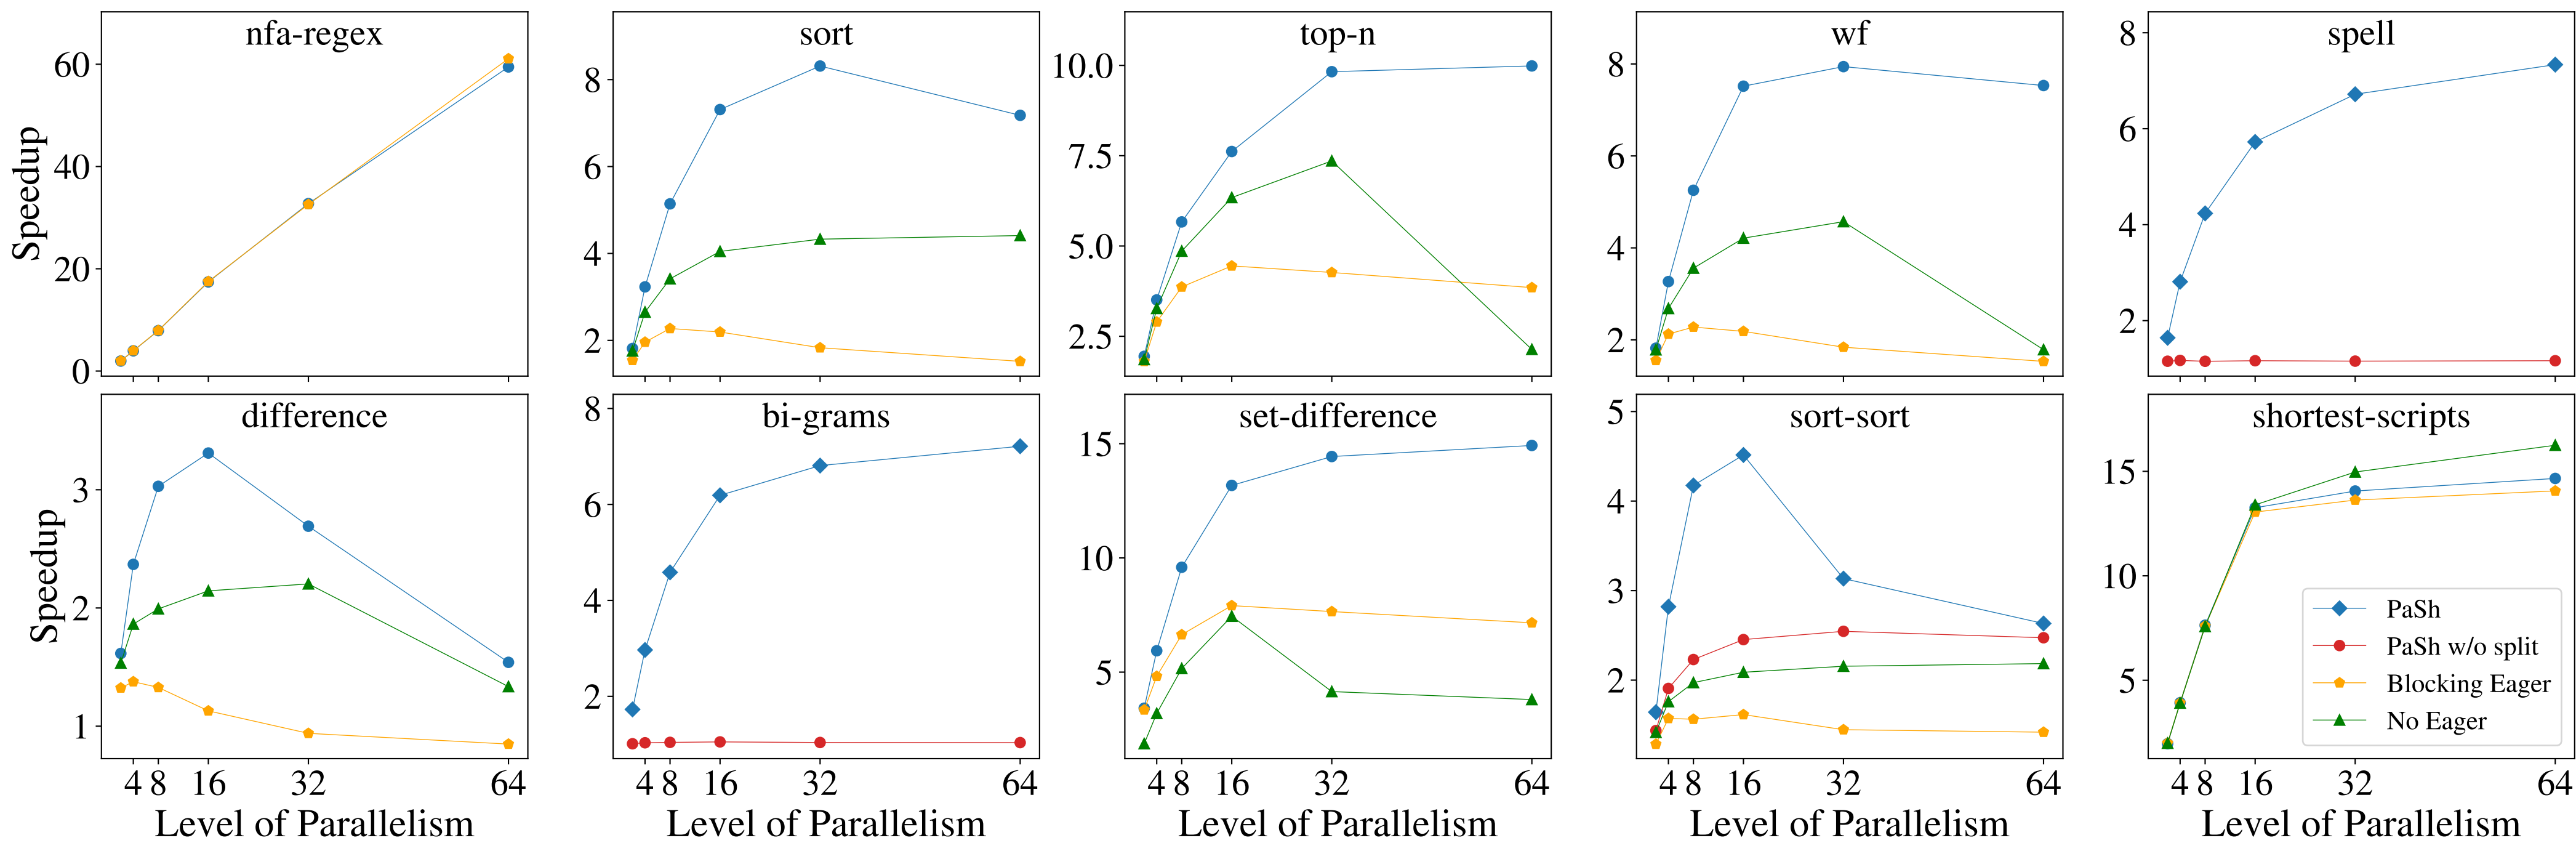 nfa-regex
Speedup
60
40
20
0
sort
8
6
4
2
top-n
10.0
7.5
5.0
2.5
wf
8
6
4
2
spell
8
6
4
2
difference
Speedup
3
2
1
4 8 16 32 64
Level of Parallelism
bi-grams
8
6
4
2
4 8 16 32 64
Level of Parallelism
set-difference
15
10
5
4 8 16 32 64
Level of Parallelism
sort-sort
5
4
3
2
4 8 16 32 64
Level of Parallelism
shortest-scripts
15
10
5
PaSh
PaSh w/o split
Blocking Eager
No Eager
4 8 16 32 64
Level of Parallelism